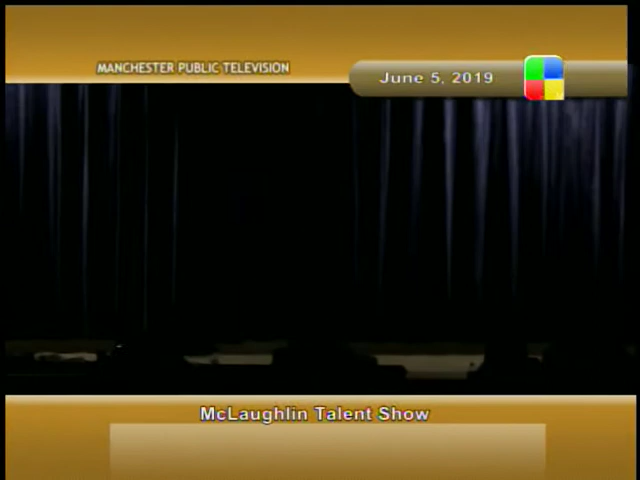 MANCHESTER PUBLIC TELEVISION
June 5, 2019
McLaughlin Talent Show